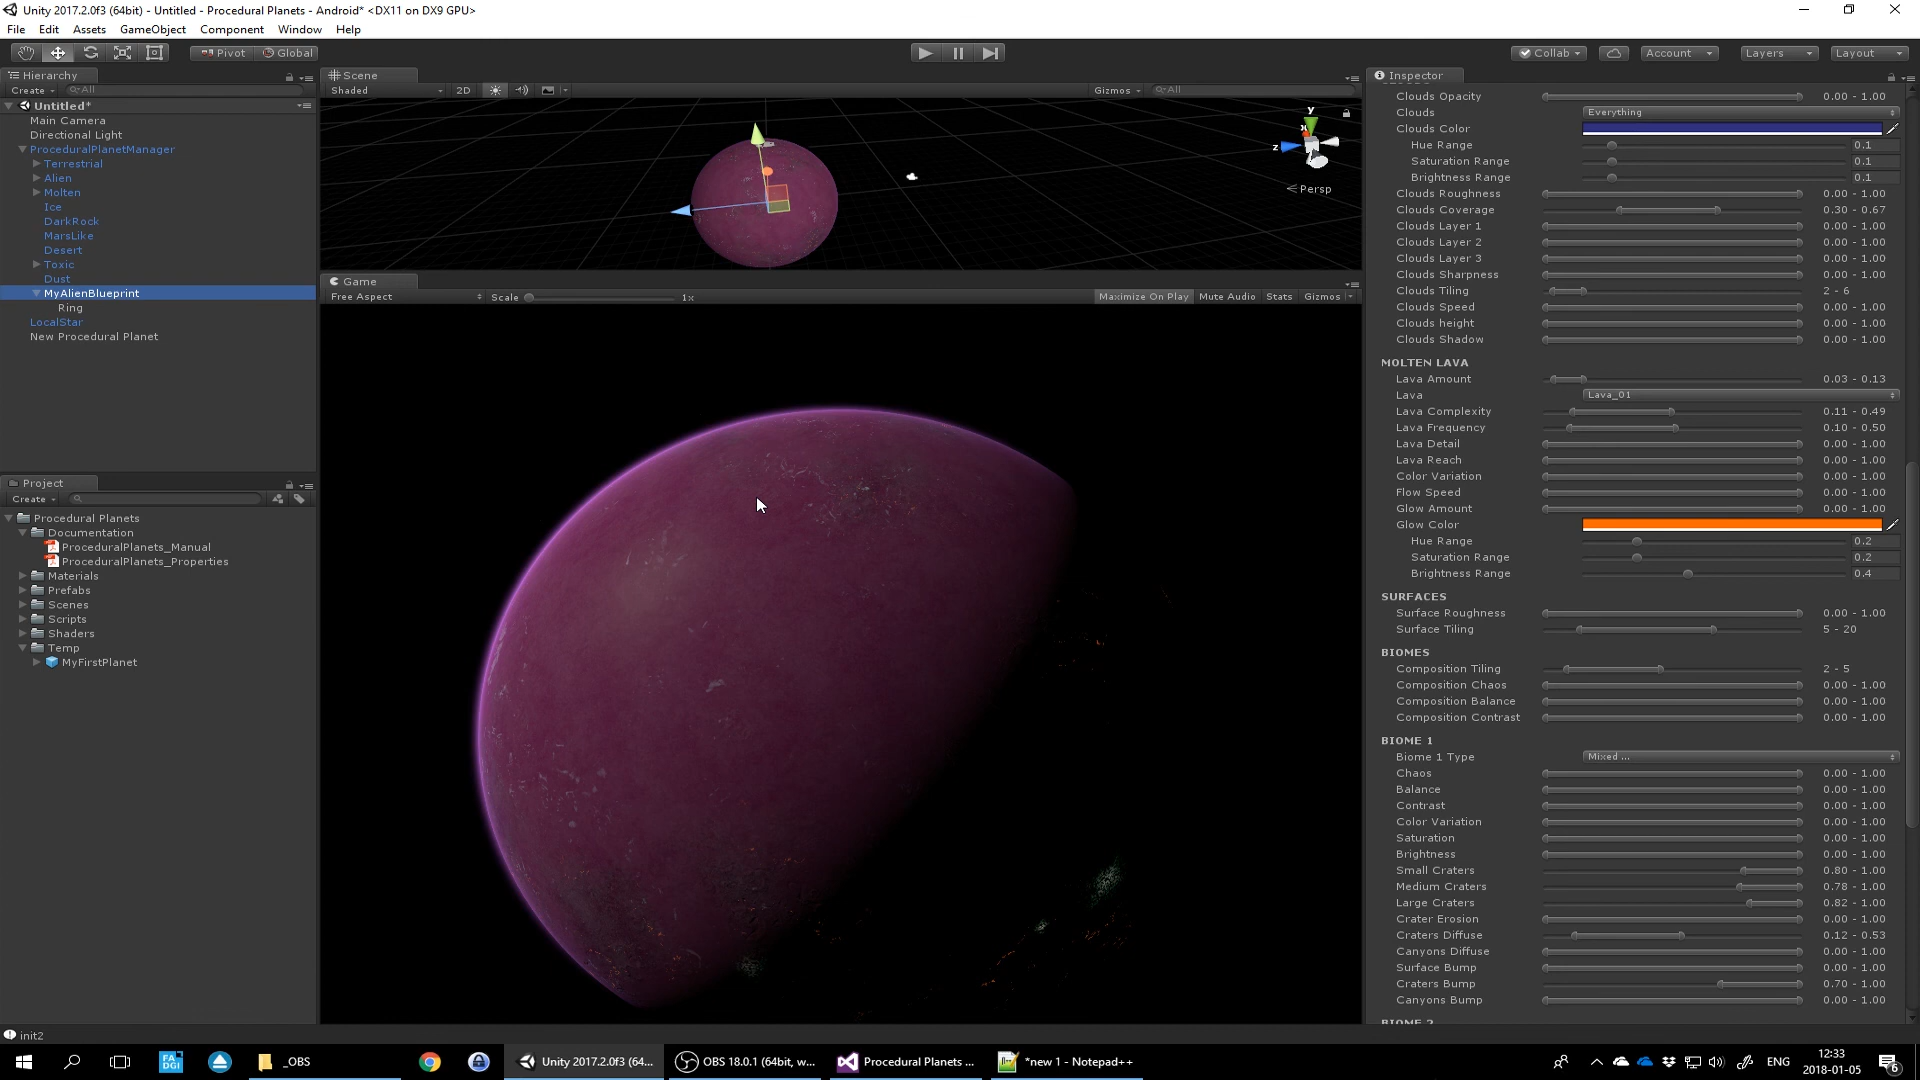 Unity 2017.2.0f3 (64bit) - Untitled - Procedural Planets - Android* <DX11 on DX9 GPU>
File Edit Assets GameObject Component Window Help
Pivot Global Collab Account Layers Layout
Hierarchy
Create All
Untitled*
Main Camera
Directional Light
ProceduralPlanetManager
Terrestrial
Alien
Molten
Ice
DarkRock
MarsLike
Desert
Toxic
Dust
MyAlienBlueprint
Ring
LocalStar
New Procedural Planet
Project
Create
Procedural Planets
Documentation
ProceduralPlanets_Manual
ProceduralPlanets_Properties
Materials
Prefabs
Scenes
Scripts
Shaders
Temp
MyFirstPlanet
Scene
Shaded 2D Gizmos All
y
x
z
Persp
Game
Free Aspect Scale 1x Maximize On Play Mute Audio Stats Gizmos
Inspector
Clouds Opacity 0.00 - 1.00
Clouds Everything
Clouds Color
Hue Range 0.1
Saturation Range 0.1
Brightness Range 0.1
Clouds Roughness 0.00 - 1.00
Clouds Coverage 0.30 - 0.67
Clouds Layer 1 0.00 - 1.00
Clouds Layer 2 0.00 - 1.00
Clouds Layer 3 0.00 - 1.00
Clouds Sharpness 0.00 - 1.00
Clouds Tiling 2 - 6
Clouds Speed 0.00 - 1.00
Clouds height 0.00 - 1.00
Clouds Shadow 0.00 - 1.00
MOLTEN LAVA
Lava Amount 0.03 - 0.13
Lava Lava_01
Lava Complexity 0.11 - 0.49
Lava Frequency 0.10 - 0.50
Lava Detail 0.00 - 1.00
Lava Reach 0.00 - 1.00
Color Variation 0.00 - 1.00
Flow Speed 0.00 - 1.00
Glow Amount 0.00 - 1.00
Glow Color
Hue Range 0.2
Saturation Range 0.2
Brightness Range 0.4
SURFACES
Surface Roughness 0.00 - 1.00
Surface Tiling 5 - 20
BIOMES
Composition Tiling 2 - 5
Composition Chaos 0.00 - 1.00
Composition Balance 0.00 - 1.00
Composition Contrast 0.00 - 1.00
BIOME 1
Biome 1 Type Mixed ...
Chaos 0.00 - 1.00
Balance 0.00 - 1.00
Contrast 0.00 - 1.00
Color Variation 0.00 - 1.00
Saturation 0.00 - 1.00
Brightness 0.00 - 1.00
Small Craters 0.80 - 1.00
Medium Craters 0.78 - 1.00
Large Craters 0.82 - 1.00
Crater Erosion 0.00 - 1.00
Craters Diffuse 0.12 - 0.53
Canyons Diffuse 0.00 - 1.00
Surface Bump 0.00 - 1.00
Craters Bump 0.70 - 1.00
Canyons Bump 0.00 - 1.00
BIOME 2
init2
FADGI _OBS Unity 2017.2.0f3 (64... OBS 18.0.1 (64bit, w... Procedural Planets ... *new 1 - Notepad++ ENG 12:33
2018-01-05 6